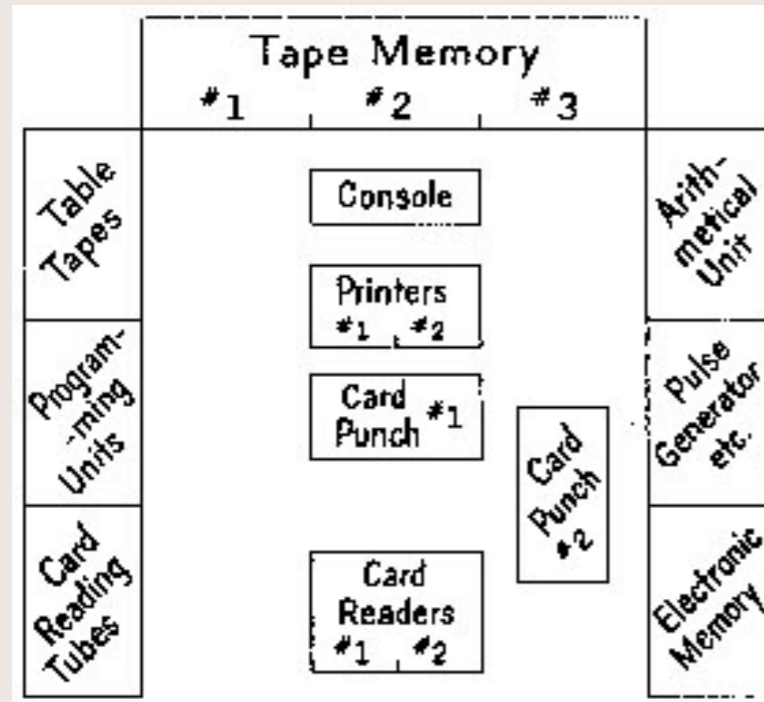 Tape Memory
#1 #2 #3
Table
Tapes
Program-
-ming
Units
Card
Reading
Tubes
Console
Printers
#1 #2
Card #1
Punch
Card
Readers
#1 #2
Card
Punch
#2
Arith-
metical
Unit
Pulse
Generator
etc.
Electronic
Memory